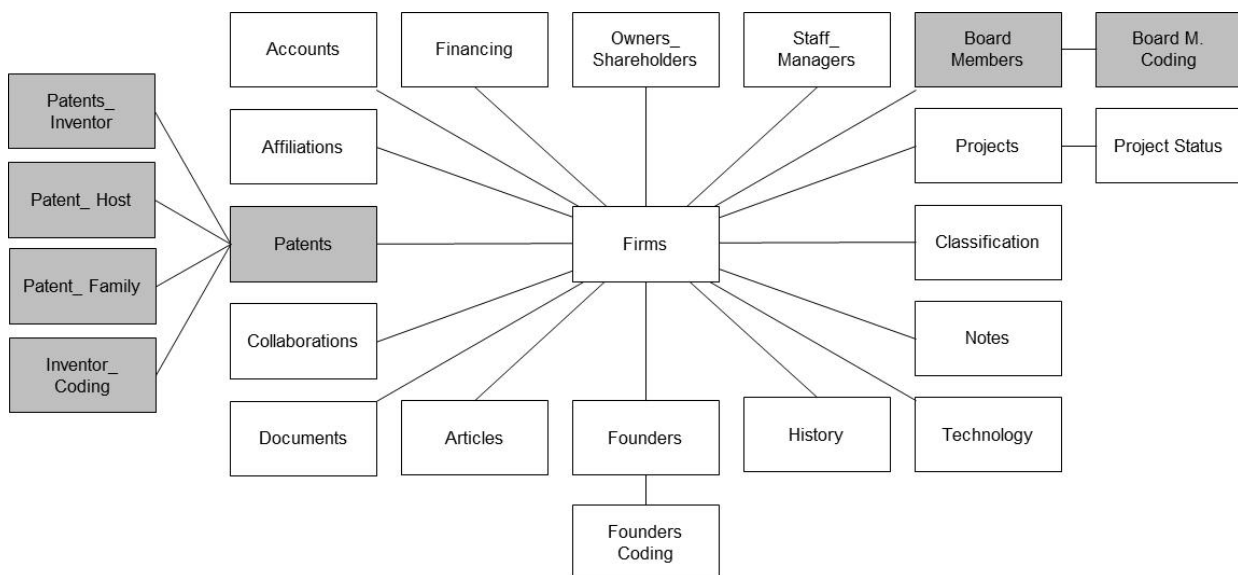 Accounts
Financing
Owners_
Shareholders
Staff_
Managers
Board
Members
Board M.
Coding
Patents_
Inventor
Affiliations
Projects
Project Status
Patent_ Host
Patents
Firms
Classification
Patent_ Family
Collaborations
Notes
Inventor_
Coding
Documents
Articles
Founders
History
Technology
Founders
Coding